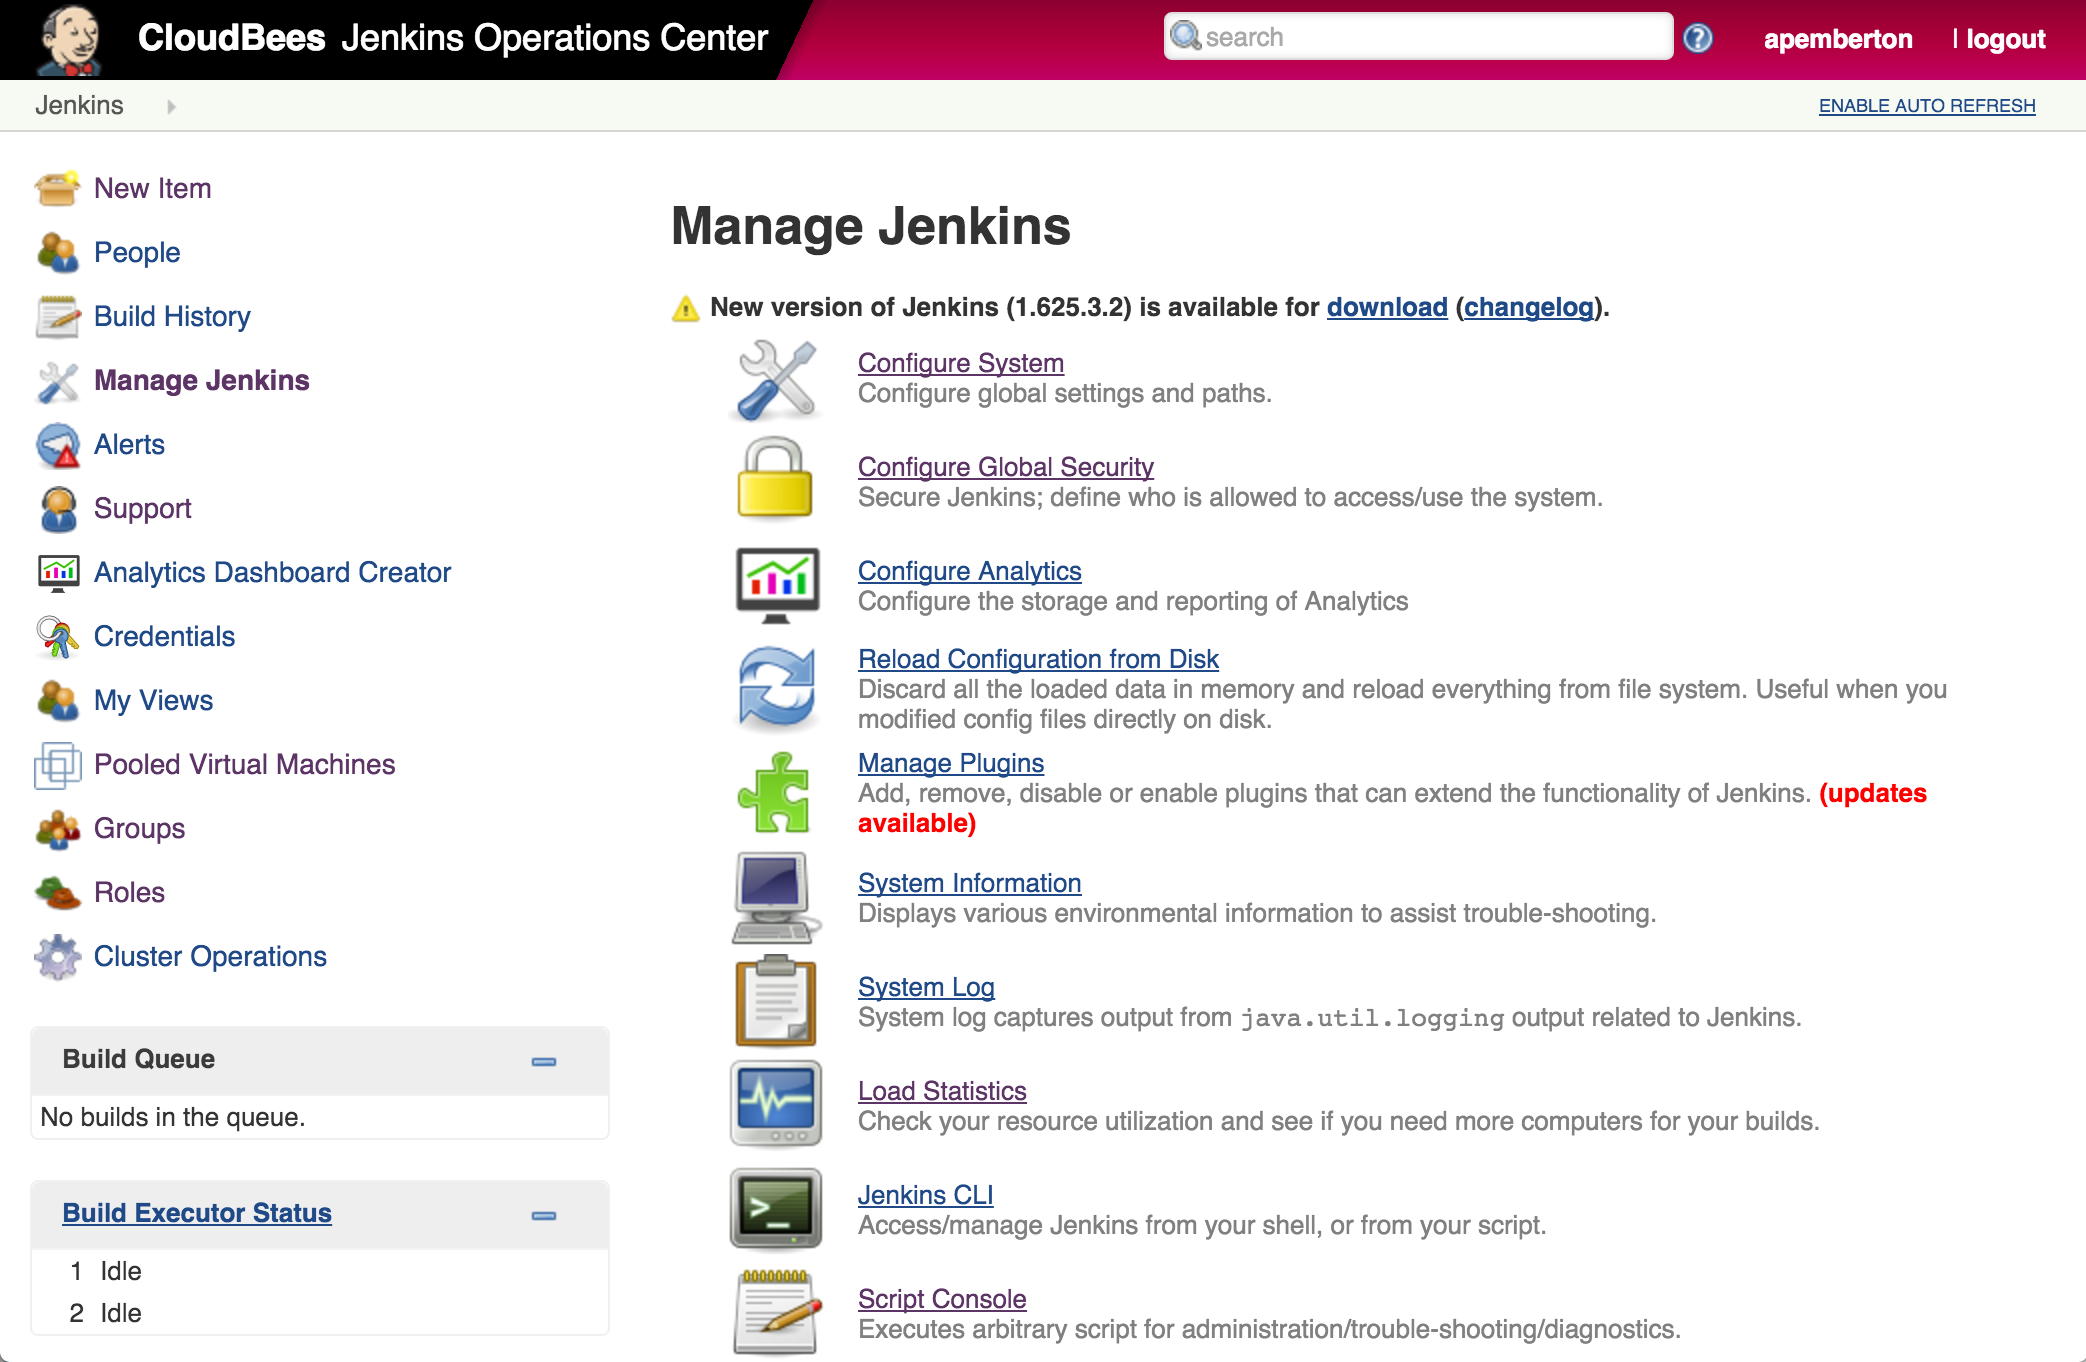 CloudBees Jenkins Operations Center
search
apemberton | logout
Jenkins
ENABLE AUTO REFRESH
New Item
People
Build History
Manage Jenkins
Alerts
Support
Analytics Dashboard Creator
Credentials
My Views
Pooled Virtual Machines
Groups
Roles
Cluster Operations
Build Queue
No builds in the queue.
Build Executor Status
1 Idle
2 Idle
Manage Jenkins
New version of Jenkins (1.625.3.2) is available for download (changelog).
Configure System
Configure global settings and paths.
Configure Global Security
Secure Jenkins; define who is allowed to access/use the system.
Configure Analytics
Configure the storage and reporting of Analytics
Reload Configuration from Disk
Discard all the loaded data in memory and reload everything from file system. Useful when you
modified config files directly on disk.
Manage Plugins
Add, remove, disable or enable plugins that can extend the functionality of Jenkins. (updates
available)
System Information
Displays various environmental information to assist trouble-shooting.
System Log
System log captures output from java.util.logging output related to Jenkins.
Load Statistics
Check your resource utilization and see if you need more computers for your builds.
Jenkins CLI
Access/manage Jenkins from your shell, or from your script.
Script Console
Executes arbitrary script for administration/trouble-shooting/diagnostics.